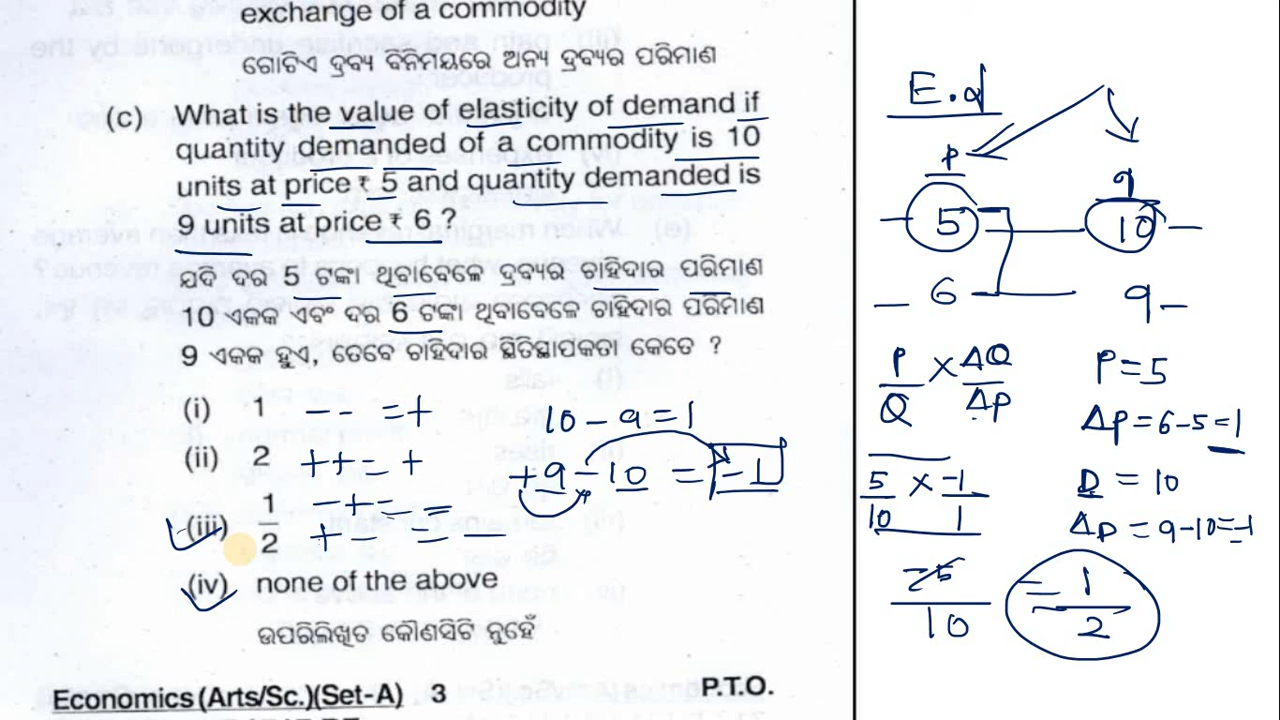 exchange of a commodity
ଗୋଟିଏ ଦ୍ରବ୍ୟ ବିନିମୟରେ ଅନ୍ୟ ଦ୍ରବ୍ୟର ପରିମାଣ
(c) What is the value of elasticity of demand if
quantity demanded of a commodity is 10
units at price ₹ 5 and quantity demanded is
9 units at price ₹ 6 ?
ଯଦି ଦର 5 ଟଙ୍କା ଥିବାବେଳେ ଦ୍ରବ୍ୟର ଚାହିଦାର ପରିମାଣ
10 ଏକକ ଏବଂ ଦର 6 ଟଙ୍କା ଥିବାବେଳେ ଚାହିଦାର ପରିମାଣ
9 ଏକକ ହୁଏ, ତେବେ ଚାହିଦାର ସ୍ଥିତିସ୍ଥାପକତା କେତେ ?
(i) 1 - - = +
(ii) 2 + + = +
(iii) 1/2 - + = =
+ - = -
(iv) none of the above
ଉପରିଲିଖିତ କୌଣସିଟି ନୁହେଁ
Economics (Arts/Sc.)(Set-A) 3 P.T.O.
10 - 9 = 1
+9 - 10 = -1
E.d
P q
5 10
6 9
P/Q × ΔQ/ΔP
P = 5
ΔP = 6-5 = 1
5/10 × -1/1
D = 10
ΔD = 9-10 = -1
-5/10 = -1/2